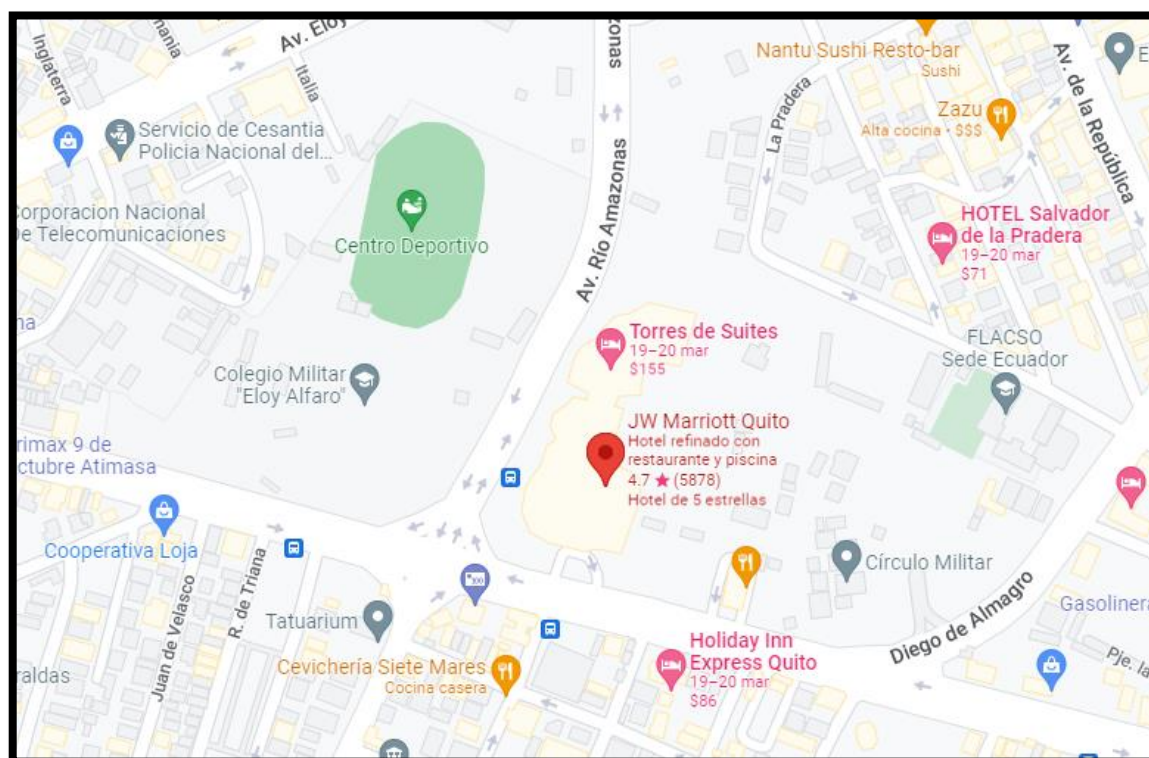 Av. Eloy
Inglaterra
mania
Italia
zonas
Nantu Sushi Resto-bar
Sushi
La Pradera
Zazu
Alta cocina · $$$
Av. de la República
E
Servicio de Cesantia
Policia Nacional del...
orporacion Nacional
De Telecomunicaciones
Centro Deportivo
Av. Río Amazonas
HOTEL Salvador
de la Pradera
19–20 mar
$71
na
Torres de Suites
19–20 mar
$155
FLACSO
Sede Ecuador
Colegio Militar
"Eloy Alfaro"
JW Marriott Quito
Hotel refinado con
restaurante y piscina
4.7 ★ (5878)
Hotel de 5 estrellas
rimax 9 de
ctubre Atimasa
Cooperativa Loja
Juan de Velasco
R. de Triana
Círculo Militar
Tatuarium
Diego de Almagro
Gasolinera
Pje. la
raldas
Cevichería Siete Mares
Cocina casera
Holiday Inn
Express Quito
19–20 mar
$86